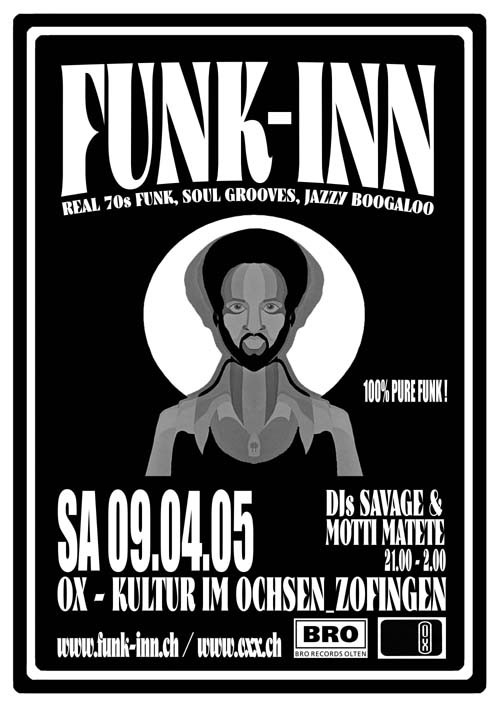 FUNK-INN
REAL 70s FUNK, SOUL GROOVES, JAZZY BOOGALOO
100% PURE FUNK !
SA 09.04.05
DJs SAVAGE &
MOTTI MATETE
21.00 - 2.00
OX - KULTUR IM OCHSEN_ZOFINGEN
www.funk-inn.ch / www.oxx.ch
BRO
BRO RECORDS OLTEN
OX